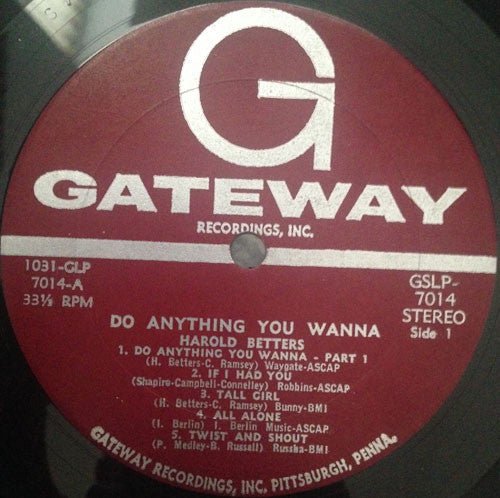 G
GATEWAY
RECORDINGS, INC.
1031-GLP
7014-A
33⅓ RPM
GSLP-
7014
STEREO
Side 1
DO ANYTHING YOU WANNA
HAROLD BETTERS
1. DO ANYTHING YOU WANNA - PART 1
(H. Betters-C. Ramsey) Waygate-ASCAP
2. IF I HAD YOU
(Shapiro-Campbell-Connelley) Robbins-ASCAP
3. TALL GIRL
(H. Betters-C. Ramsey) Bunny-BMI
4. ALL ALONE
(I. Berlin) I. Berlin Music-ASCAP
5. TWIST AND SHOUT
(P. Medley-B. Russell) Russha-BMI
GATEWAY RECORDINGS, INC. PITTSBURGH, PENNA.